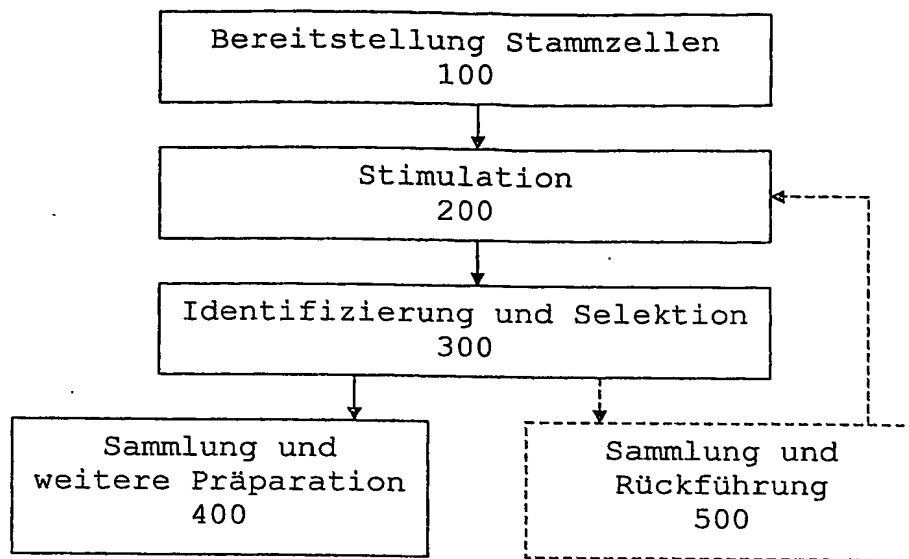 Bereitstellung Stammzellen
100
Stimulation
200
Identifizierung und Selektion
300
Sammlung und
weitere Präparation
400
Sammlung und
Rückführung
500